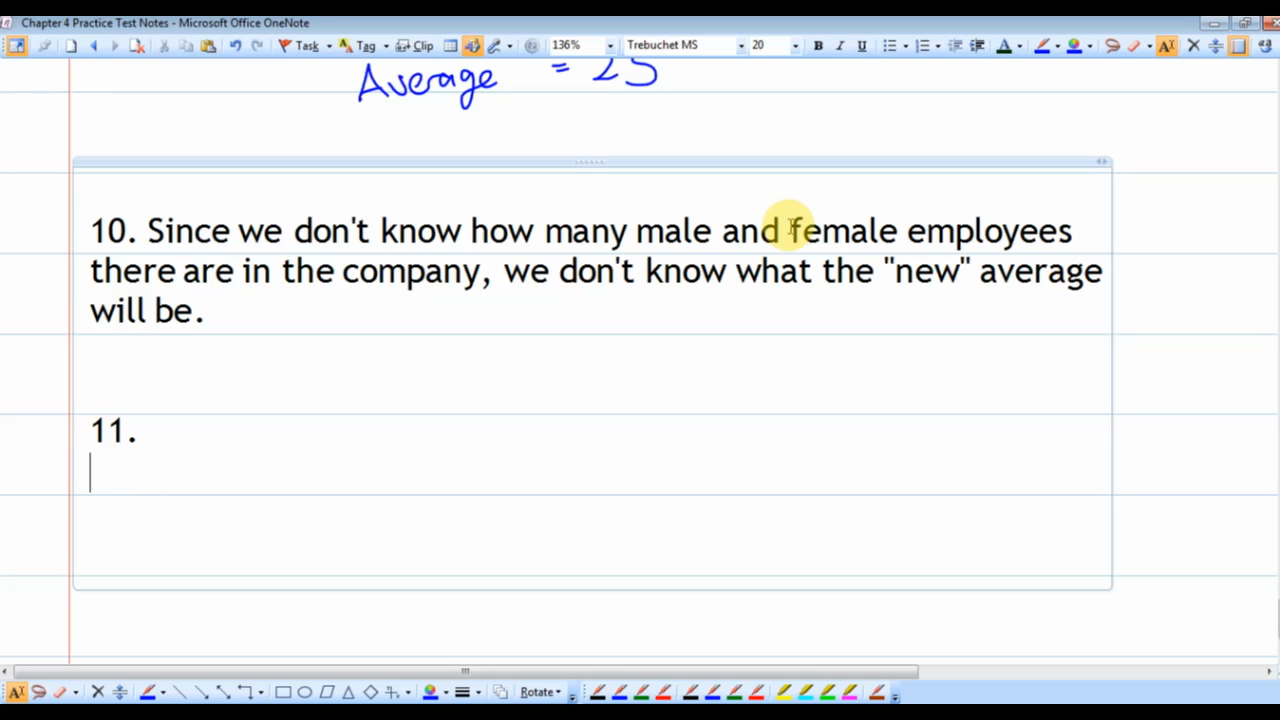 Chapter 4 Practice Test Notes - Microsoft Office OneNote
Task Tag Clip 136% Trebuchet MS 20 B I U
Average = 25
10. Since we don't know how many male and female employees
there are in the company, we don't know what the "new" average
will be.
11.
Rotate